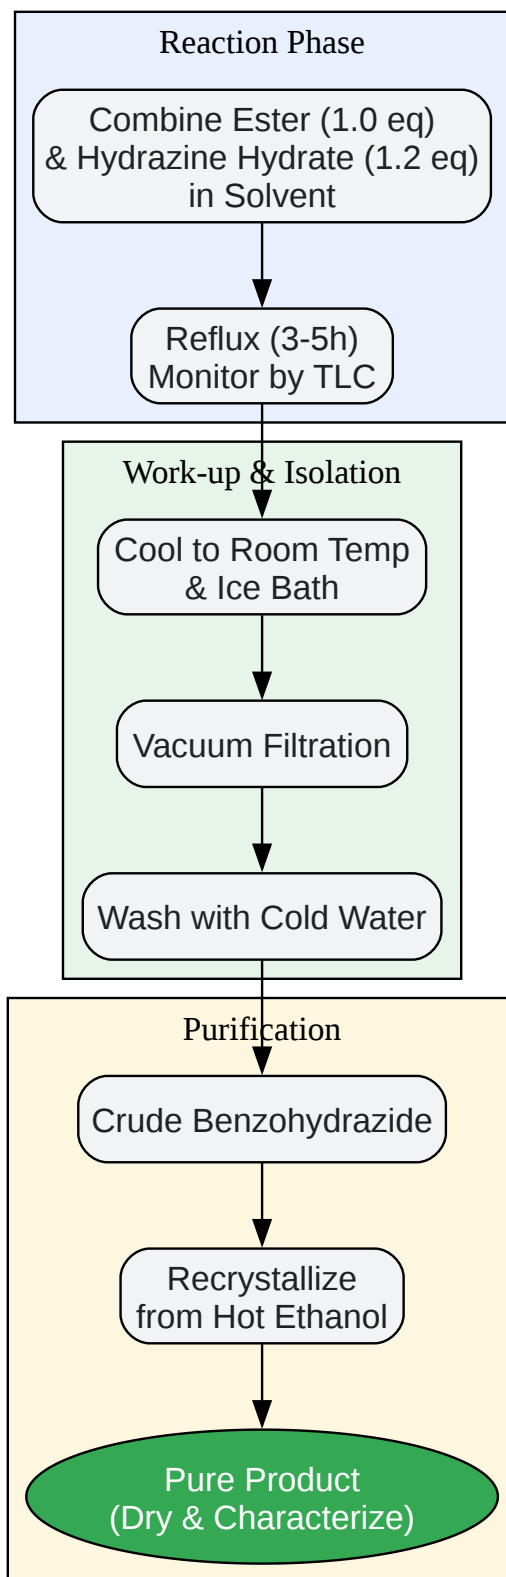 Reaction Phase
Combine Ester (1.0 eq)
& Hydrazine Hydrate (1.2 eq)
in Solvent
Reflux (3-5h)
Monitor by TLC
Work-up & Isolation
Cool to Room Temp
& Ice Bath
Vacuum Filtration
Wash with Cold Water
Purification
Crude Benzohydrazide
Recrystallize
from Hot Ethanol
Pure Product
(Dry & Characterize)